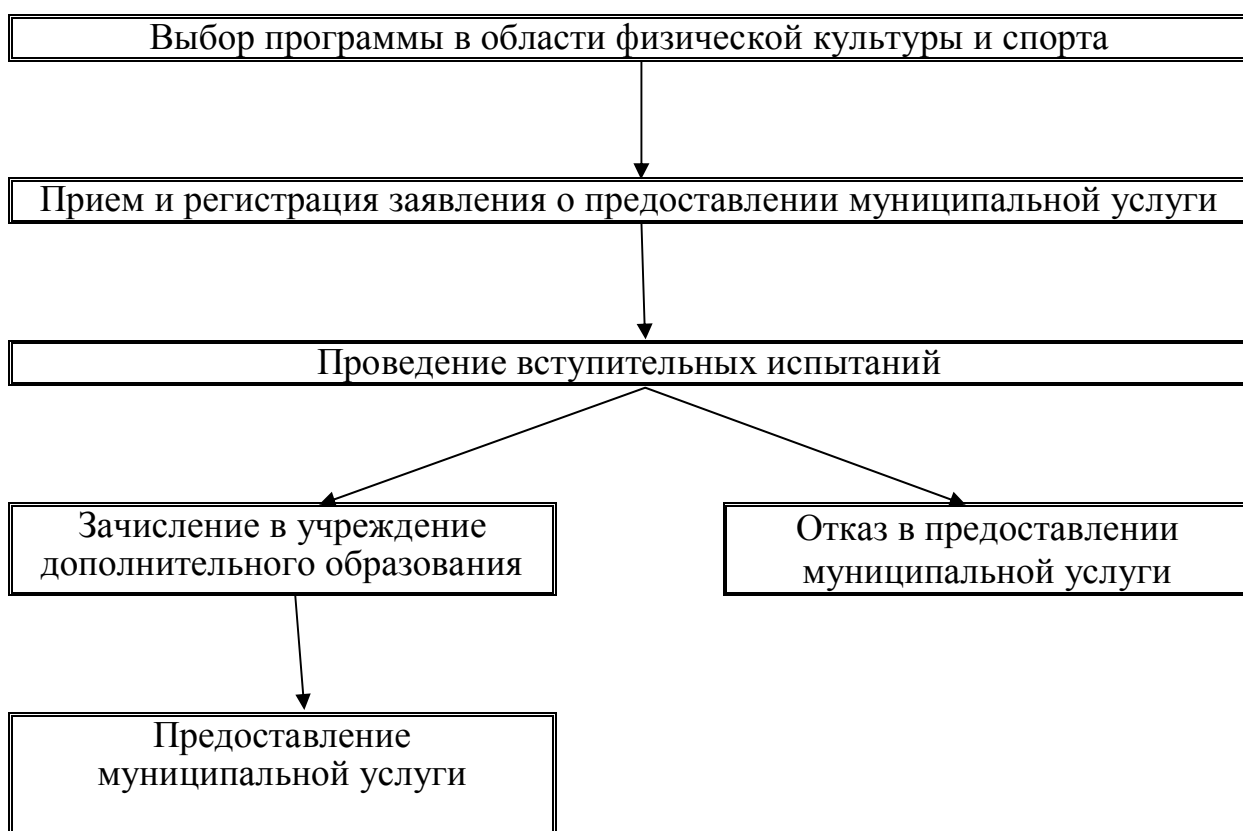 Выбор программы в области физической культуры и спорта
Прием и регистрация заявления о предоставлении муниципальной услуги
Проведение вступительных испытаний
Зачисление в учреждение
дополнительного образования
Отказ в предоставлении
муниципальной услуги
Предоставление
муниципальной услуги